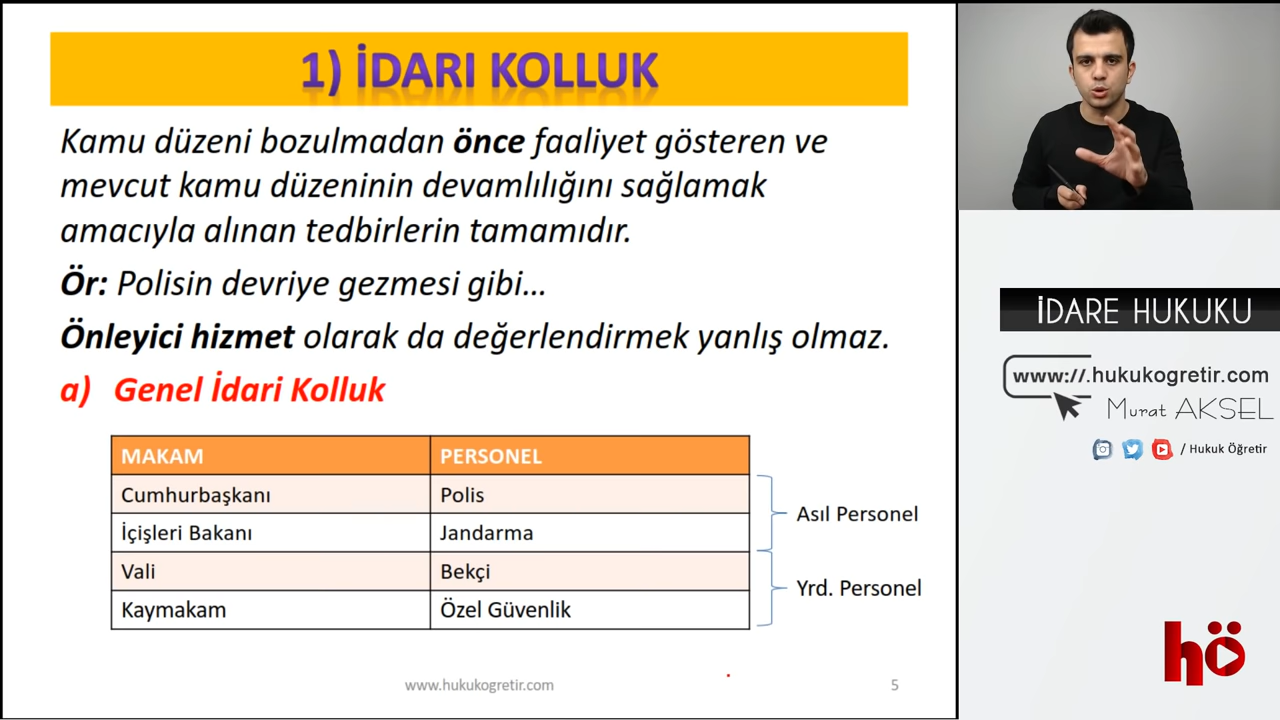 1) İDARI KOLLUK
Kamu düzeni bozulmadan önce faaliyet gösteren ve
mevcut kamu düzeninin devamlılığını sağlamak
amacıyla alınan tedbirlerin tamamıdır.
Ör: Polisin devriye gezmesi gibi...
Önleyici hizmet olarak da değerlendirmek yanlış olmaz.
a) Genel İdari Kolluk
MAKAM PERSONEL
Cumhurbaşkanı Polis
İçişleri Bakanı Jandarma
Asıl Personel
Vali Bekçi
Kaymakam Özel Güvenlik
Yrd. Personel
www.hukukogretir.com 5
İDARE HUKUKU
www://.hukukogretir.com
Murat AKSEL
/ Hukuk Öğretir
hö